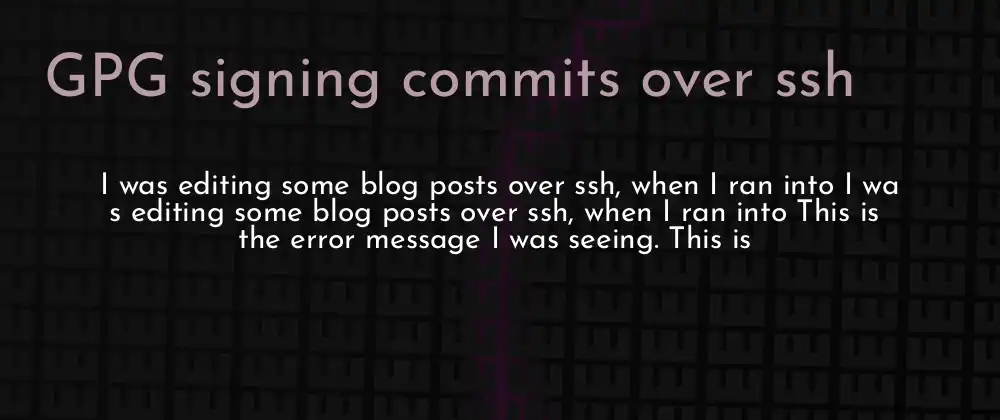 GPG signing commits over ssh
I was editing some blog posts over ssh, when I ran into I wa
s editing some blog posts over ssh, when I ran into This is
the error message I was seeing. This is